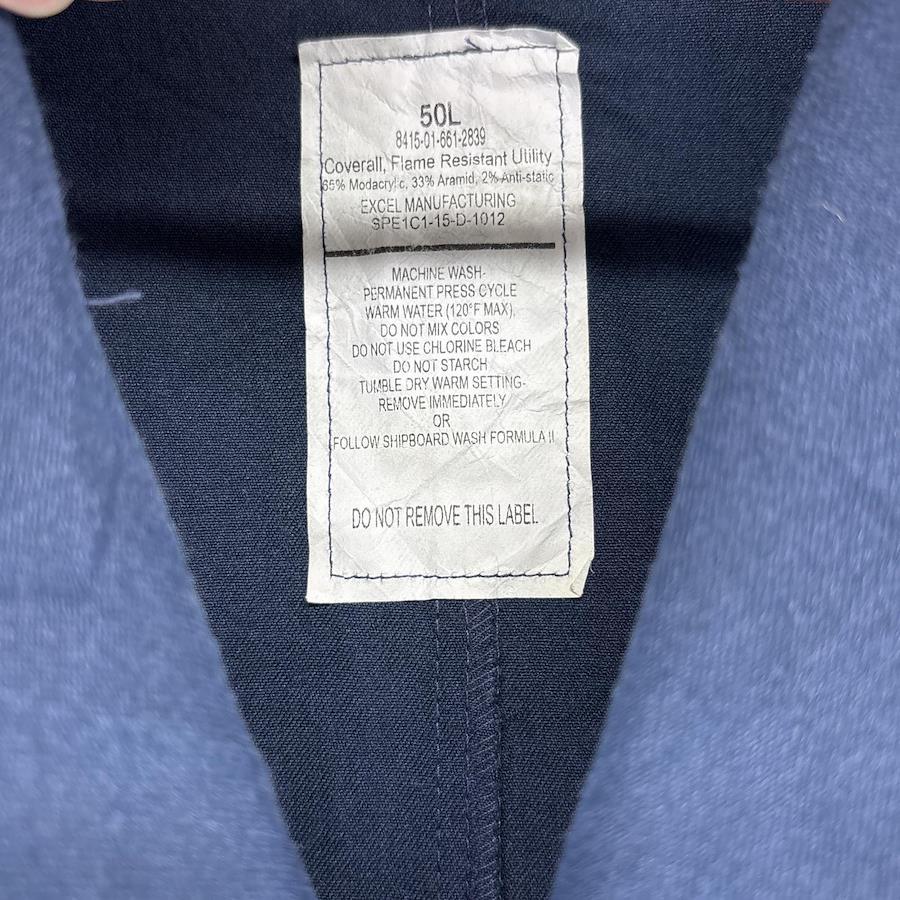 50L
8415-01-661-2839
Coverall, Flame Resistant Utility
65% Modacrylic, 33% Aramid, 2% Anti-static
EXCEL MANUFACTURING
SPE1C1-15-D-1012
MACHINE WASH-
PERMANENT PRESS CYCLE
WARM WATER (120°F MAX),
DO NOT MIX COLORS
DO NOT USE CHLORINE BLEACH
DO NOT STARCH
TUMBLE DRY WARM SETTING-
REMOVE IMMEDIATELY
OR
FOLLOW SHIPBOARD WASH FORMULA II
DO NOT REMOVE THIS LABEL